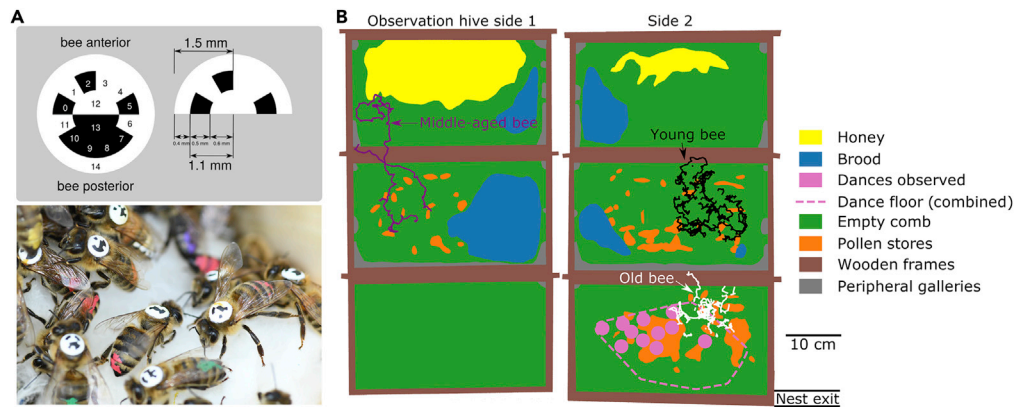 A
bee anterior
1.5 mm
2
3
1
4
0
12
5
11
13
6
10
7
9
8
14
0.4 mm
0.5 mm
0.6 mm
1.1 mm
bee posterior
B
Observation hive side 1
Side 2
Middle-aged bee
Young bee
Old bee
Honey
Brood
Dances observed
Dance floor (combined)
Empty comb
Pollen stores
Wooden frames
Peripheral galleries
10 cm
Nest exit